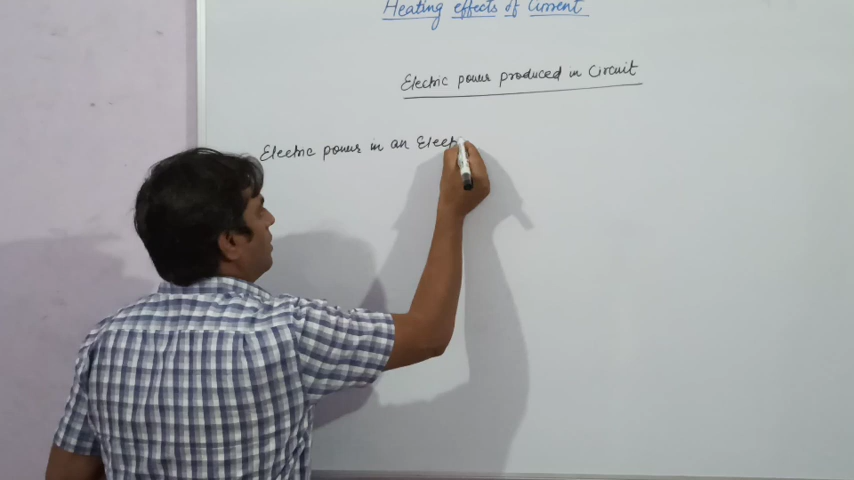 Heating effects of Current
Electric power produced in Circuit
Electric power in an Elect